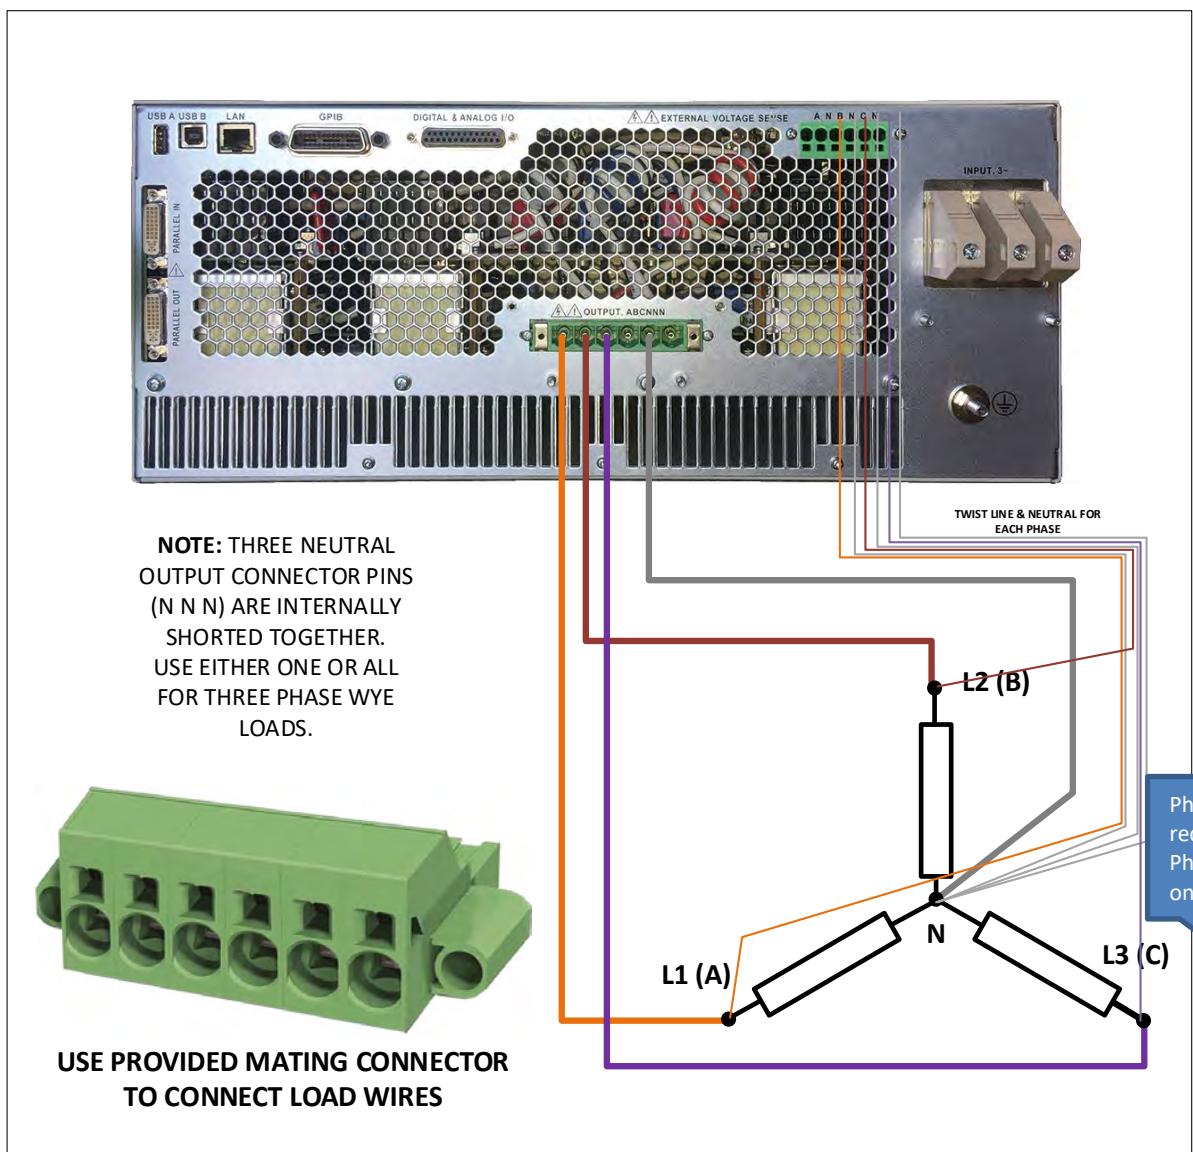 USB A USB B LAN GPIB DIGITAL & ANALOG I/O EXTERNAL VOLTAGE SENSE A N B N C N
INPUT, 3~
PARALLEL IN
PARALLEL OUT
OUTPUT, ABCNNN
TWIST LINE & NEUTRAL FOR
EACH PHASE
NOTE: THREE NEUTRAL
OUTPUT CONNECTOR PINS
(N N N) ARE INTERNALLY
SHORTED TOGETHER.
USE EITHER ONE OR ALL
FOR THREE PHASE WYE
LOADS.
L2 (B)
N
L1 (A)
L3 (C)
USE PROVIDED MATING CONNECTOR
TO CONNECT LOAD WIRES